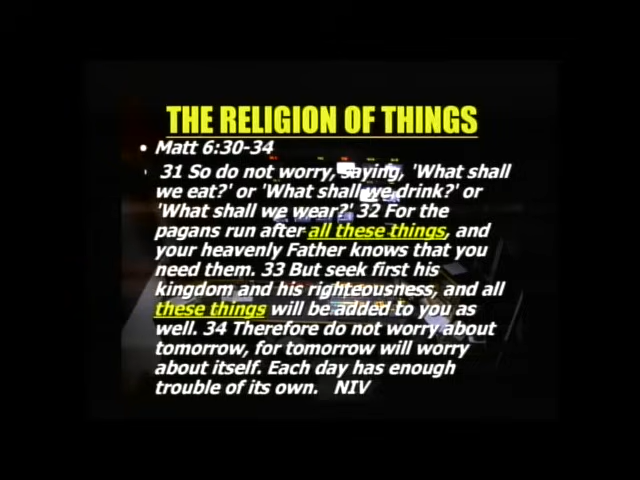 THE RELIGION OF THINGS
• Matt 6:30-34
31 So do not worry, saying, 'What shall
we eat?' or 'What shall we drink?' or
'What shall we wear?' 32 For the
pagans run after all these things, and
your heavenly Father knows that you
need them. 33 But seek first his
kingdom and his righteousness, and all
these things will be added to you as
well. 34 Therefore do not worry about
tomorrow, for tomorrow will worry
about itself. Each day has enough
trouble of its own. NIV